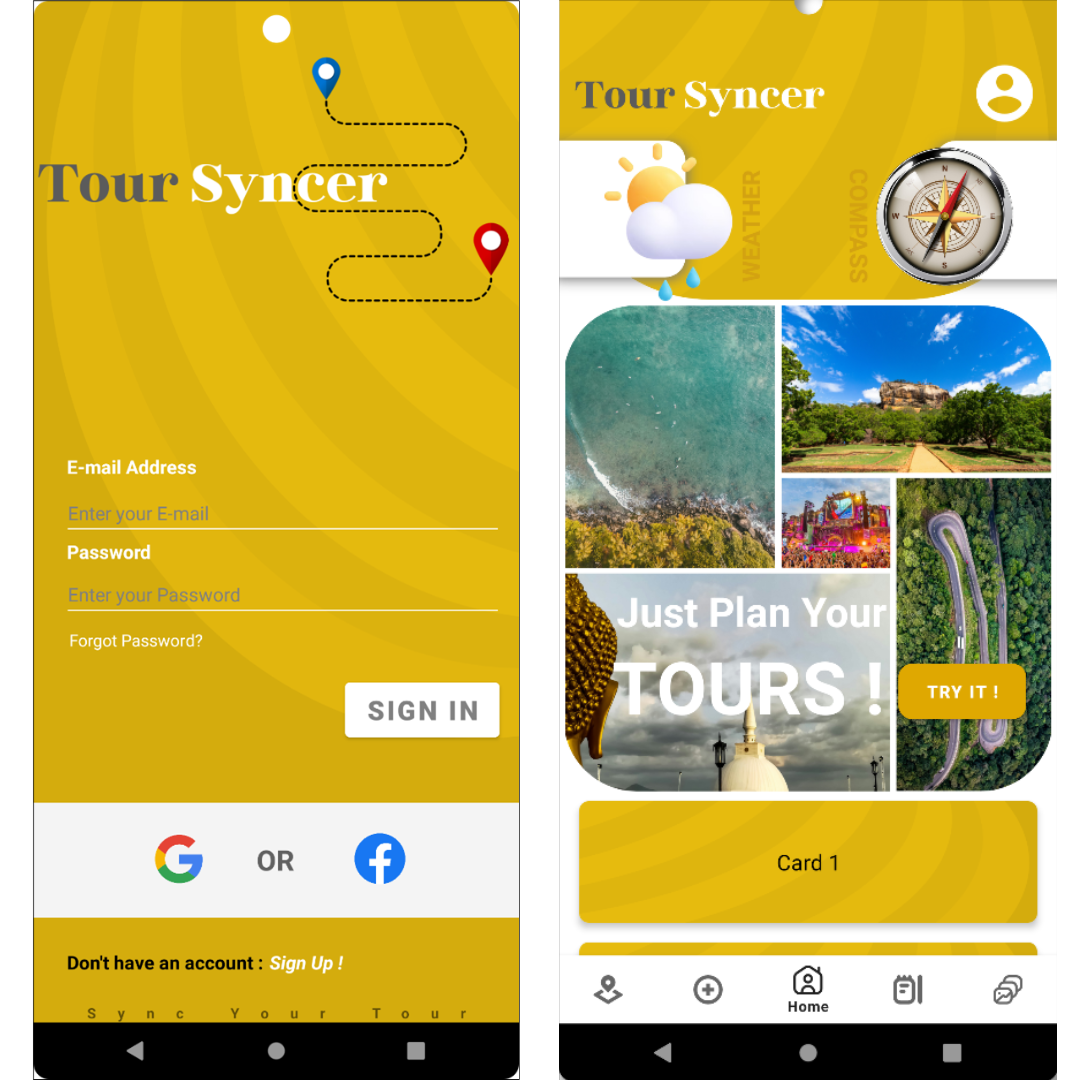 Tour Syncer
E-mail Address
Enter your E-mail
Password
Enter your Password
Forgot Password?
SIGN IN
OR
Don't have an account : Sign Up !
Sync Your Tour
Tour Syncer
WEATHER
COMPASS
N
W
E
S
Just Plan Your
TOURS !
TRY IT !
Card 1
Home